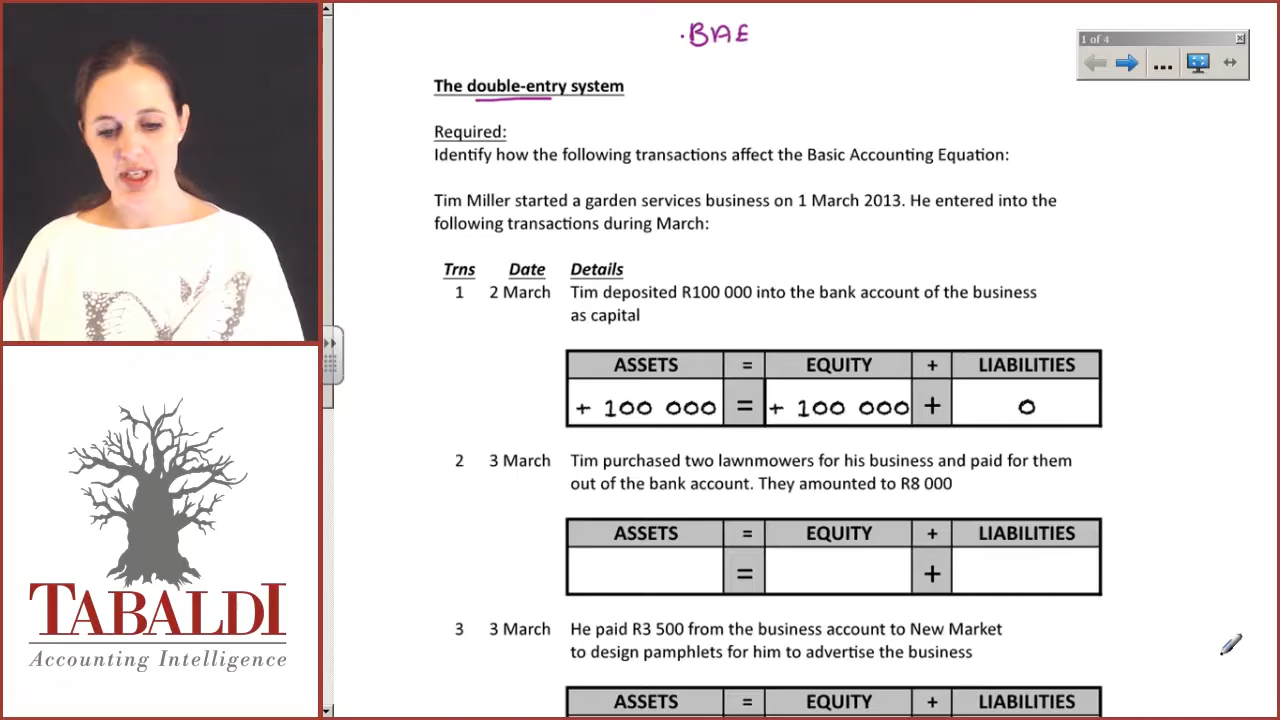 .BAE
1 of 4
The double-entry system
Required:
Identify how the following transactions affect the Basic Accounting Equation:
Tim Miller started a garden services business on 1 March 2013. He entered into the
following transactions during March:
Trns Date Details
1 2 March Tim deposited R100 000 into the bank account of the business
as capital
ASSETS = EQUITY + LIABILITIES
+ 100 000 = + 100 000 + 0
2 3 March Tim purchased two lawnmowers for his business and paid for them
out of the bank account. They amounted to R8 000
ASSETS = EQUITY + LIABILITIES
= +
3 3 March He paid R3 500 from the business account to New Market
to design pamphlets for him to advertise the business
ASSETS = EQUITY + LIABILITIES
TABALDI
Accounting Intelligence